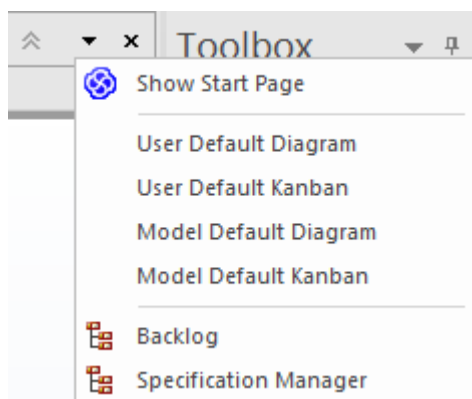 Toolbox
Show Start Page
User Default Diagram
User Default Kanban
Model Default Diagram
Model Default Kanban
Backlog
Specification Manager